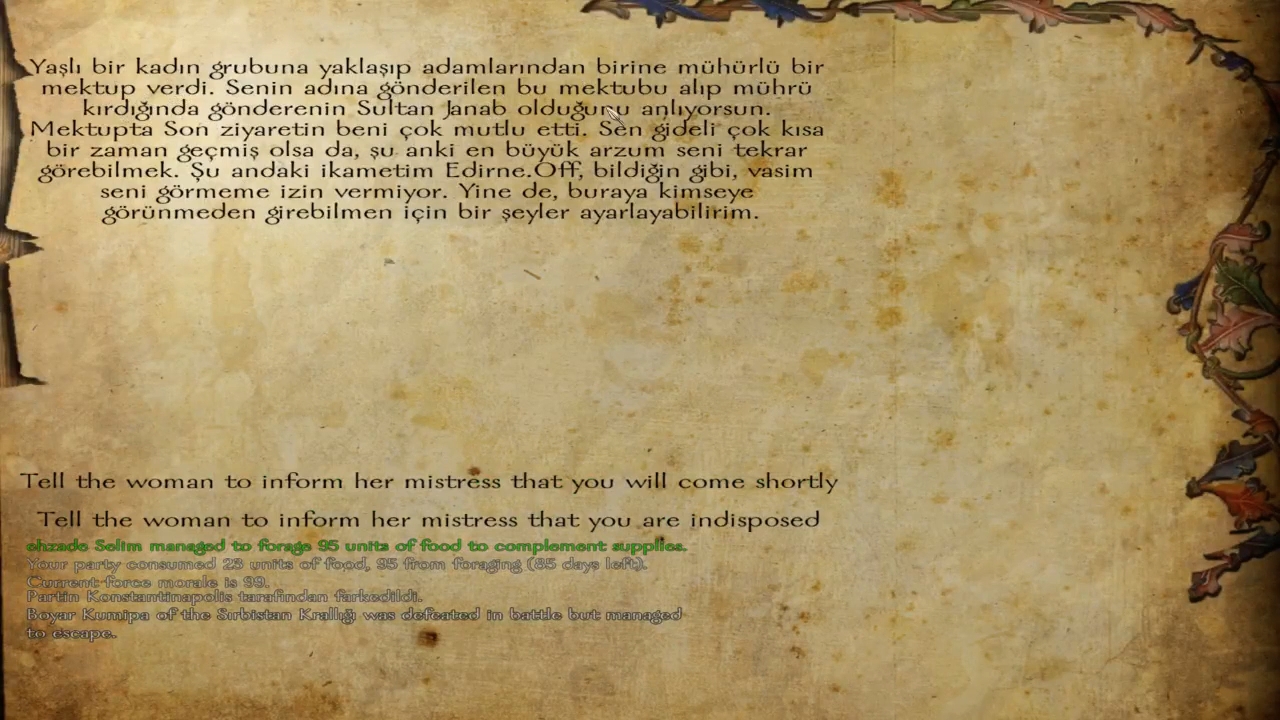 Yaşlı bir kadın grubuna yaklaşıp adamlarından birine mühürlü bir
mektup verdi. Senin adına gönderilen bu mektubu alıp mührü
kırdığında gönderenin Sultan Janab olduğunu anlıyorsun.
Mektupta Son ziyaretin beni çok mutlu etti. Sen gideli çok kısa
bir zaman geçmiş olsa da, şu anki en büyük arzum seni tekrar
görebilmek. Şu andaki ikametim Edirne.Off, bildiğin gibi, vasim
seni görmeme izin vermiyor. Yine de, buraya kimseye
görünmeden girebilmen için bir şeyler ayarlayabilirim.
Tell the woman to inform her mistress that you will come shortly
Tell the woman to inform her mistress that you are indisposed
ehzade Selim managed to forage 95 units of food to complement supplies.
Your party consumed 23 units of food, 95 from foraging (85 days left).
Current force morale is 99.
Partin Konstantinapolis tarafindan farkedildi.
Boyar Kumipa of the Sırbistan Krallığı was defeated in battle but managed
to escape.